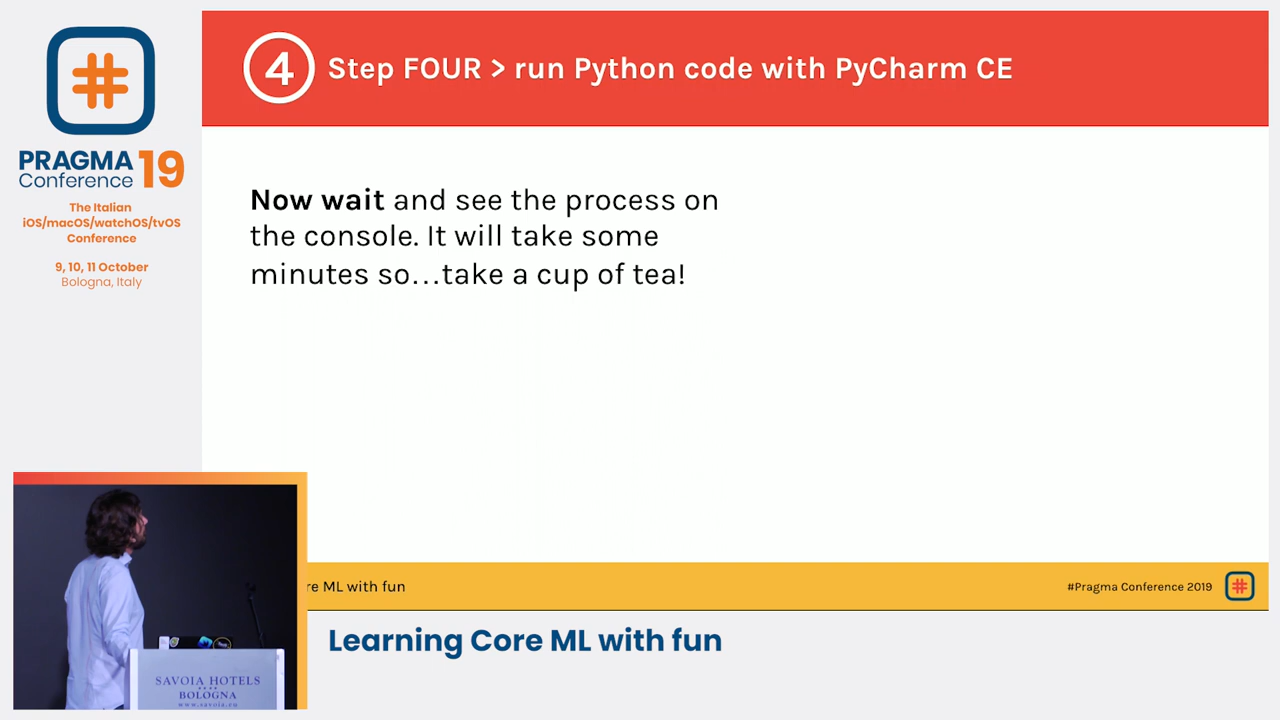 PRAGMA 19
Conference
The Italian
iOS/macOS/watchOS/tvOS
Conference
9, 10, 11 October
Bologna, Italy
4 Step FOUR > run Python code with PyCharm CE
Now wait and see the process on
the console. It will take some
minutes so...take a cup of tea!
re ML with fun
#Pragma Conference 2019
Learning Core ML with fun
SAVOIA HOTELS
BOLOGNA
www.savoia.eu